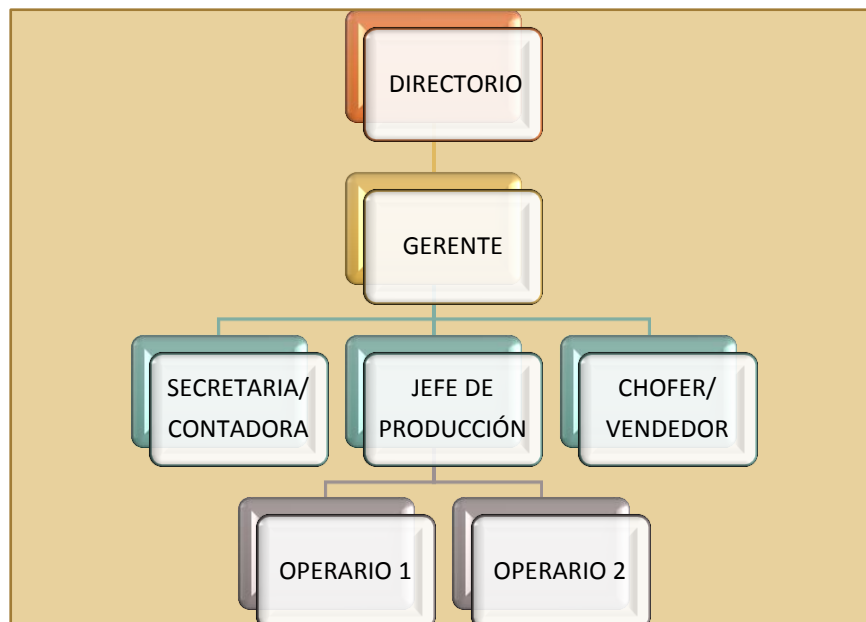 DIRECTORIO
GERENTE
SECRETARIA/
CONTADORA
JEFE DE
PRODUCCIÓN
CHOFER/
VENDEDOR
OPERARIO 1
OPERARIO 2